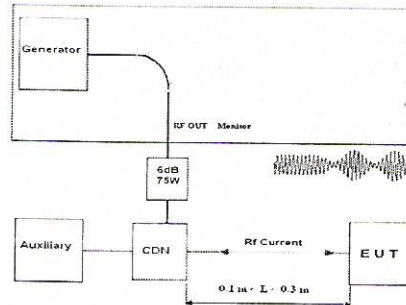 Generator
RF OUT Monitor
6dB
75W
Auxiliary
CDN
Rf Current
EUT
0.1 m < L < 0.3 m